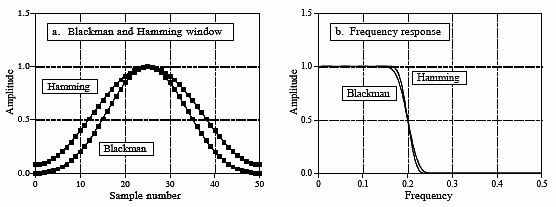 a. Blackman and Hamming window
1.5
1.0
0.5
0.0
Amplitude
Hamming
Blackman
0 10 20 30 40 50
Sample number
b. Frequency response
1.5
1.0
0.5
0.0
Amplitude
Hamming
Blackman
0 0.1 0.2 0.3 0.4 0.5
Frequency